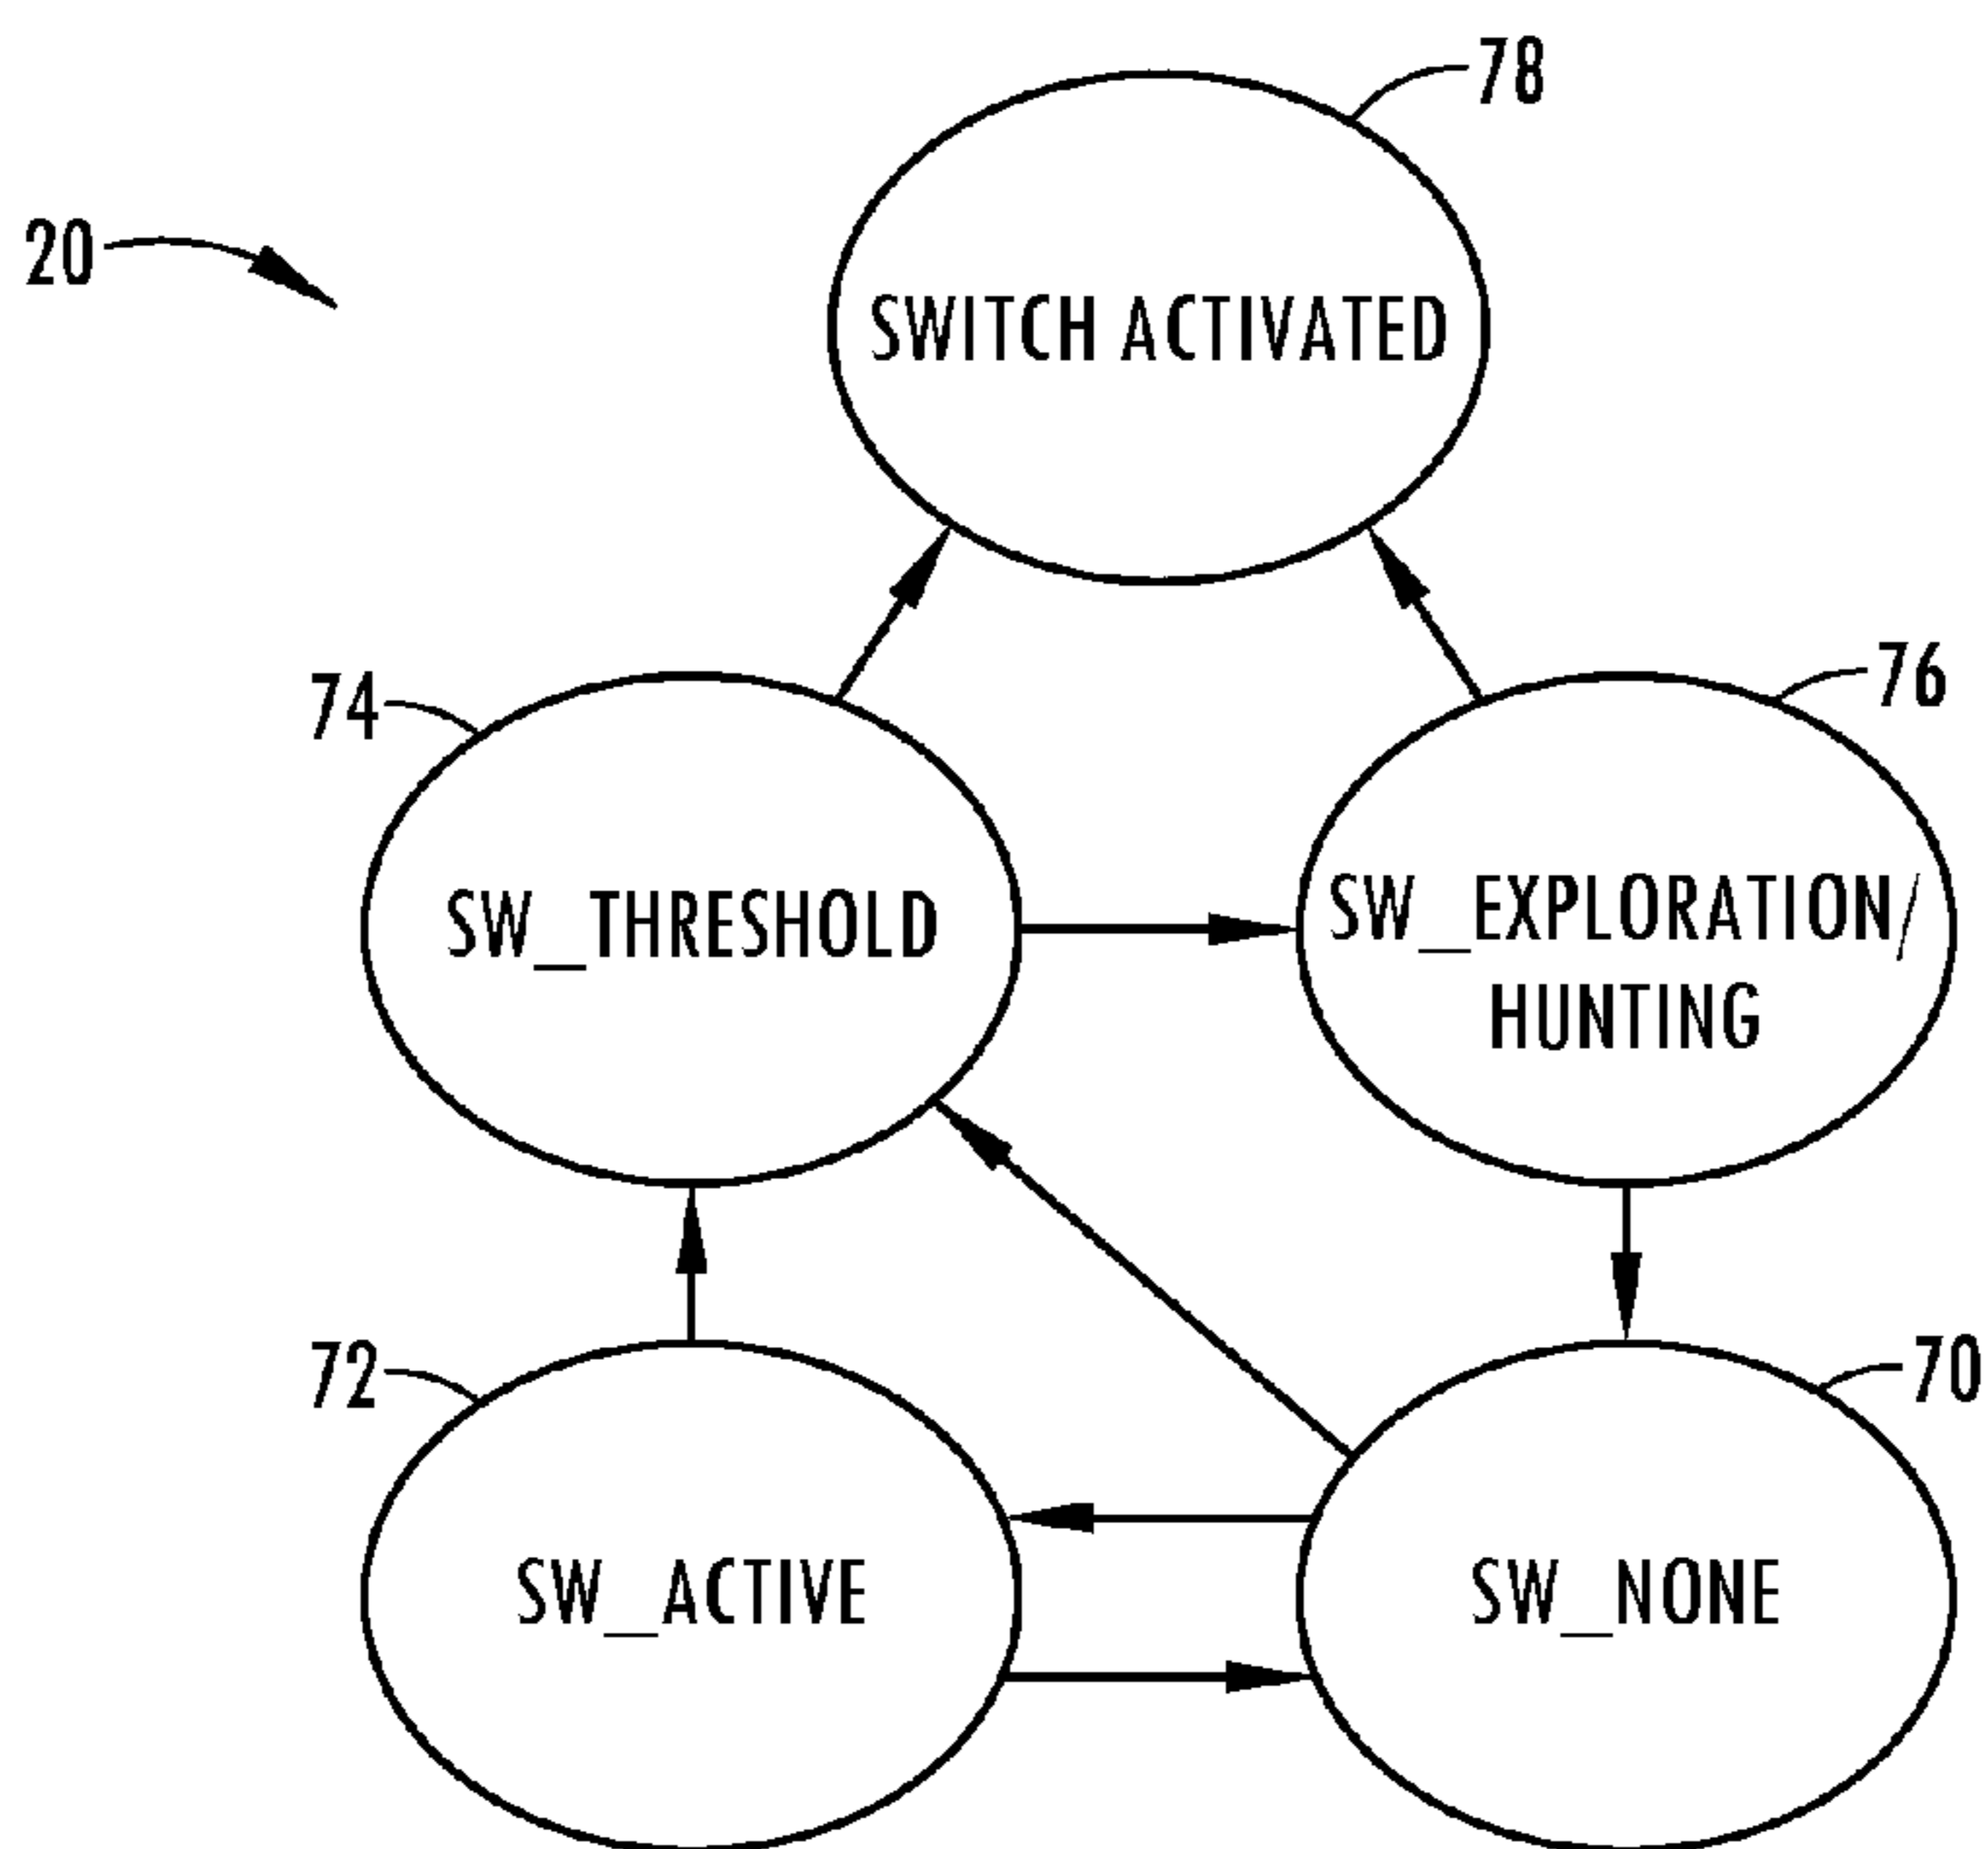 78
20
SWITCH ACTIVATED
74
76
SW_THRESHOLD
SW_EXPLORATION/
HUNTING
72
70
SW_ACTIVE
SW_NONE